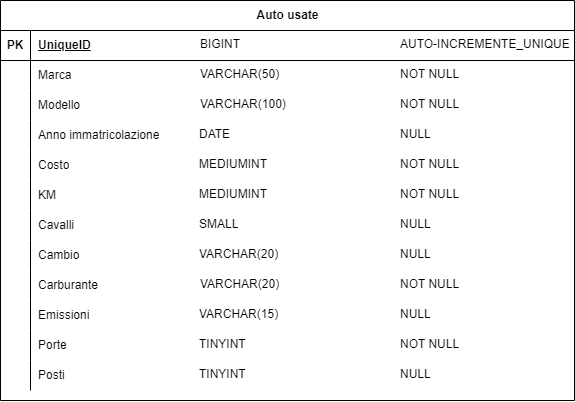 Auto usate
PK UniqueID BIGINT AUTO-INCREMENTE_UNIQUE
Marca VARCHAR(50) NOT NULL
Modello VARCHAR(100) NOT NULL
Anno immatricolazione DATE NULL
Costo MEDIUMINT NOT NULL
KM MEDIUMINT NOT NULL
Cavalli SMALL NULL
Cambio VARCHAR(20) NULL
Carburante VARCHAR(20) NOT NULL
Emissioni VARCHAR(15) NULL
Porte TINYINT NOT NULL
Posti TINYINT NULL